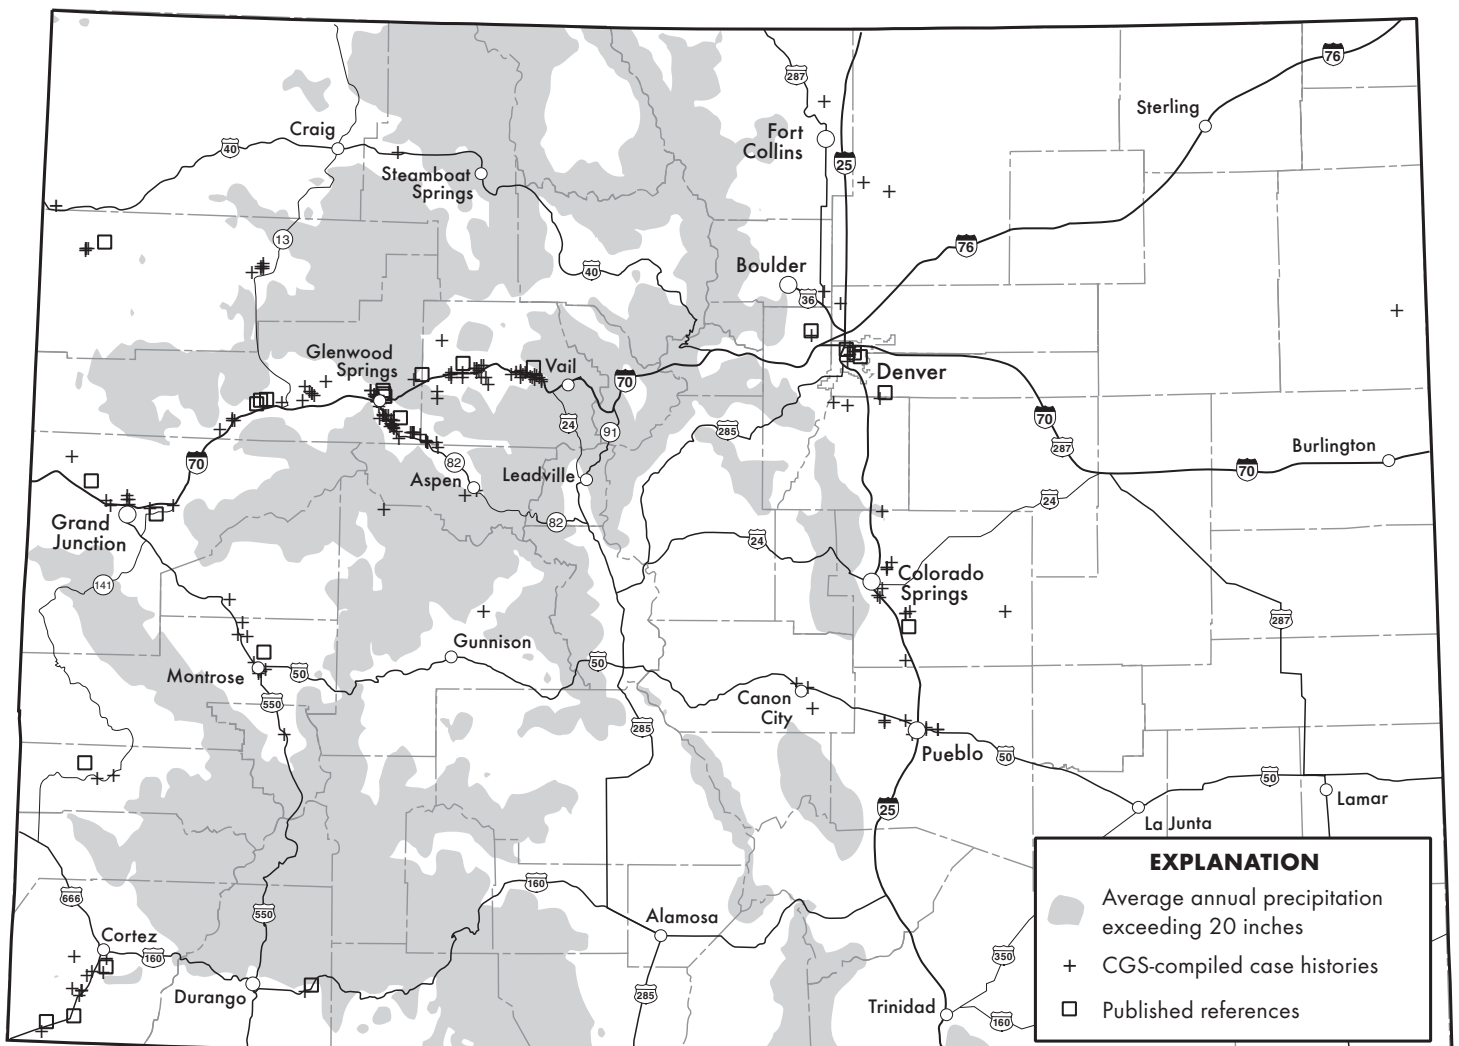 76
287
Sterling
Fort
Collins
Craig
40
25
Steamboat
Springs
13
76
Boulder
40
36
Glenwood
Springs
Vail
70
Denver
24
91
285
70
287
Burlington
70
70
82
Aspen
Leadville
24
Grand
Junction
82
24
141
Colorado
Springs
287
Gunnison
50
Montrose
50
550
Canon
City
285
Pueblo
50
50
Lamar
25
La Junta
EXPLANATION
Average annual precipitation
exceeding 20 inches
CGS-compiled case histories
Published references
160
666
550
Alamosa
Cortez
160
350
Durango
285
Trinidad
160